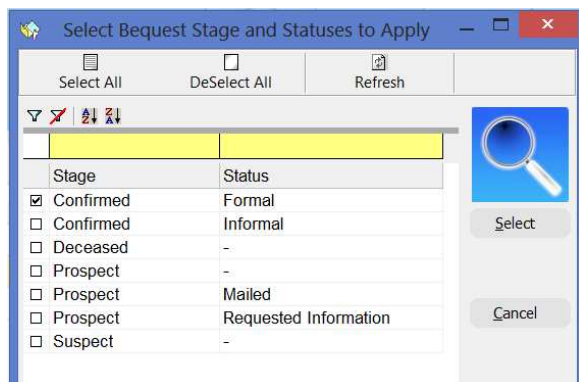 Select Bequest Stage and Statuses to Apply
Select All DeSelect All Refresh
Stage Status
Confirmed Formal
Confirmed Informal
Deceased -
Prospect -
Prospect Mailed
Prospect Requested Information
Suspect -
Select
Cancel